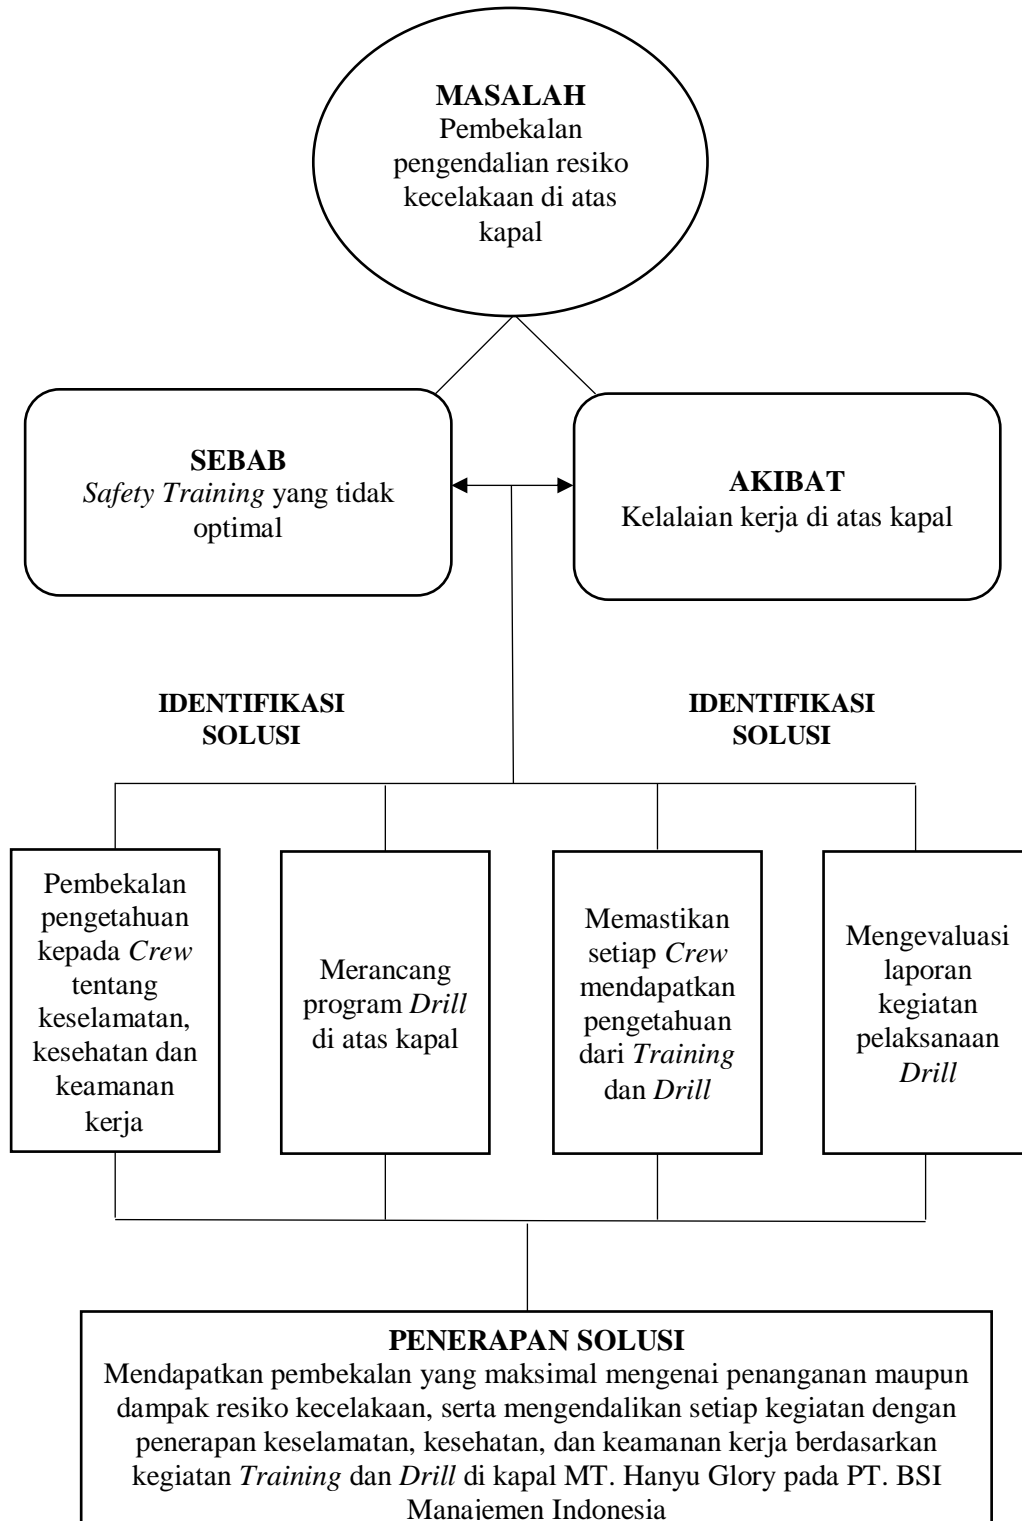 MASALAH
Pembekalan
pengendalian resiko
kecelakaan di atas
kapal
SEBAB
Safety Training yang tidak
optimal
AKIBAT
Kelalaian kerja di atas kapal
IDENTIFIKASI
SOLUSI
IDENTIFIKASI
SOLUSI
Pembekalan
pengetahuan
kepada Crew
tentang
keselamatan,
kesehatan dan
keamanan
kerja
Merancang
program Drill
di atas kapal
Memastikan
setiap Crew
mendapatkan
pengetahuan
dari Training
dan Drill
Mengevaluasi
laporan
kegiatan
pelaksanaan
Drill
PENERAPAN SOLUSI
Mendapatkan pembekalan yang maksimal mengenai penanganan maupun
dampak resiko kecelakaan, serta mengendalikan setiap kegiatan dengan
penerapan keselamatan, kesehatan, dan keamanan kerja berdasarkan
kegiatan Training dan Drill di kapal MT. Hanyu Glory pada PT. BSI
Manajemen Indonesia